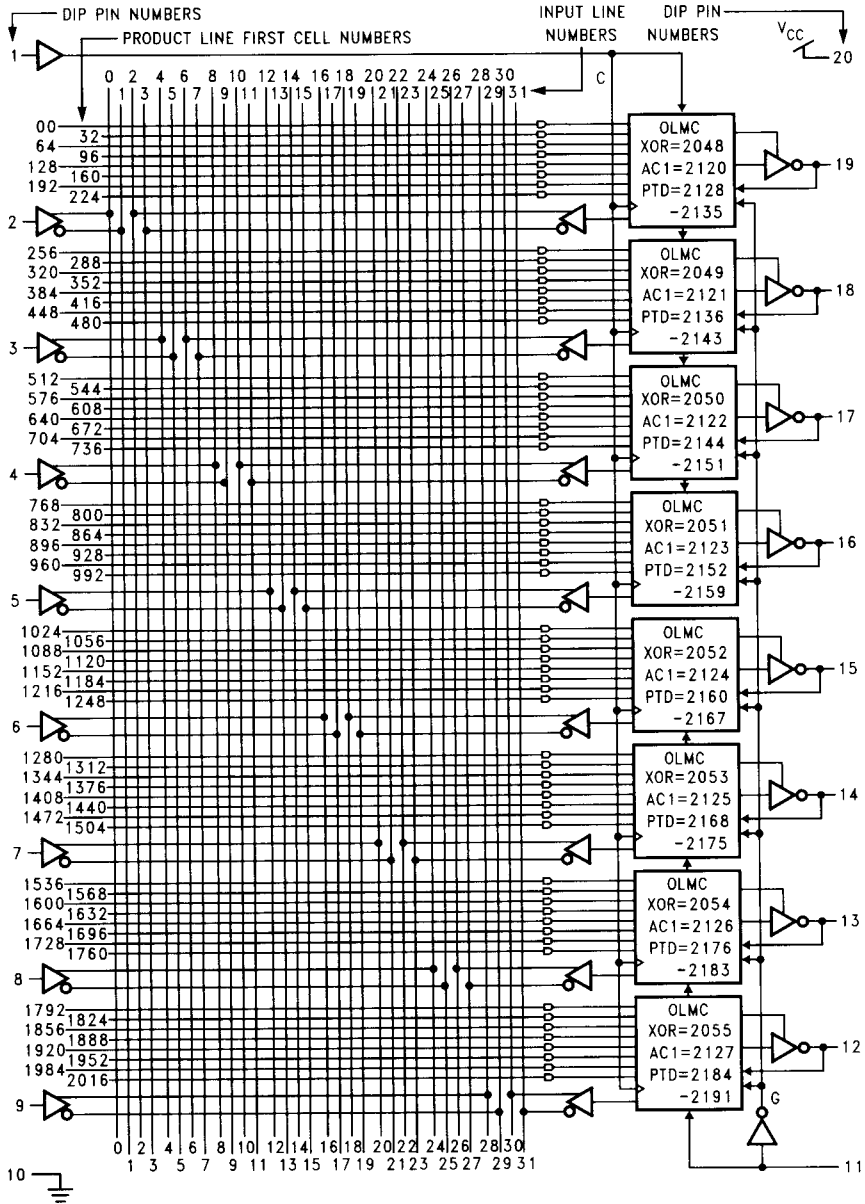 DIP PIN NUMBERS
INPUT LINE NUMBERS
DIP PIN NUMBERS
PRODUCT LINE FIRST CELL NUMBERS
VCC
1
20
0 2 4 6 8 10 12 14 16 18 20 22 24 26 28 30
1 3 5 7 9 11 13 15 17 19 21 23 25 27 29 31
C
00
32
64
96
128
160
192
224
OLMC
XOR=2048
AC1=2120
PTD=2128
-2135
19
2
256
288
320
352
384
416
448
480
OLMC
XOR=2049
AC1=2121
PTD=2136
-2143
18
3
512
544
576
608
640
672
704
736
OLMC
XOR=2050
AC1=2122
PTD=2144
-2151
17
4
768
800
832
864
896
928
960
992
OLMC
XOR=2051
AC1=2123
PTD=2152
-2159
16
5
1024
1056
1088
1120
1152
1184
1216
1248
OLMC
XOR=2052
AC1=2124
PTD=2160
-2167
15
6
1280
1312
1344
1376
1408
1440
1472
1504
OLMC
XOR=2053
AC1=2125
PTD=2168
-2175
14
7
1536
1568
1600
1632
1664
1696
1728
1760
OLMC
XOR=2054
AC1=2126
PTD=2176
-2183
13
8
1792
1824
1856
1888
1920
1952
1984
2016
OLMC
XOR=2055
AC1=2127
PTD=2184
-2191
12
9
G
0 2 4 6 8 10 12 14 16 18 20 22 24 26 28 30
1 3 5 7 9 11 13 15 17 19 21 23 25 27 29 31
10
11